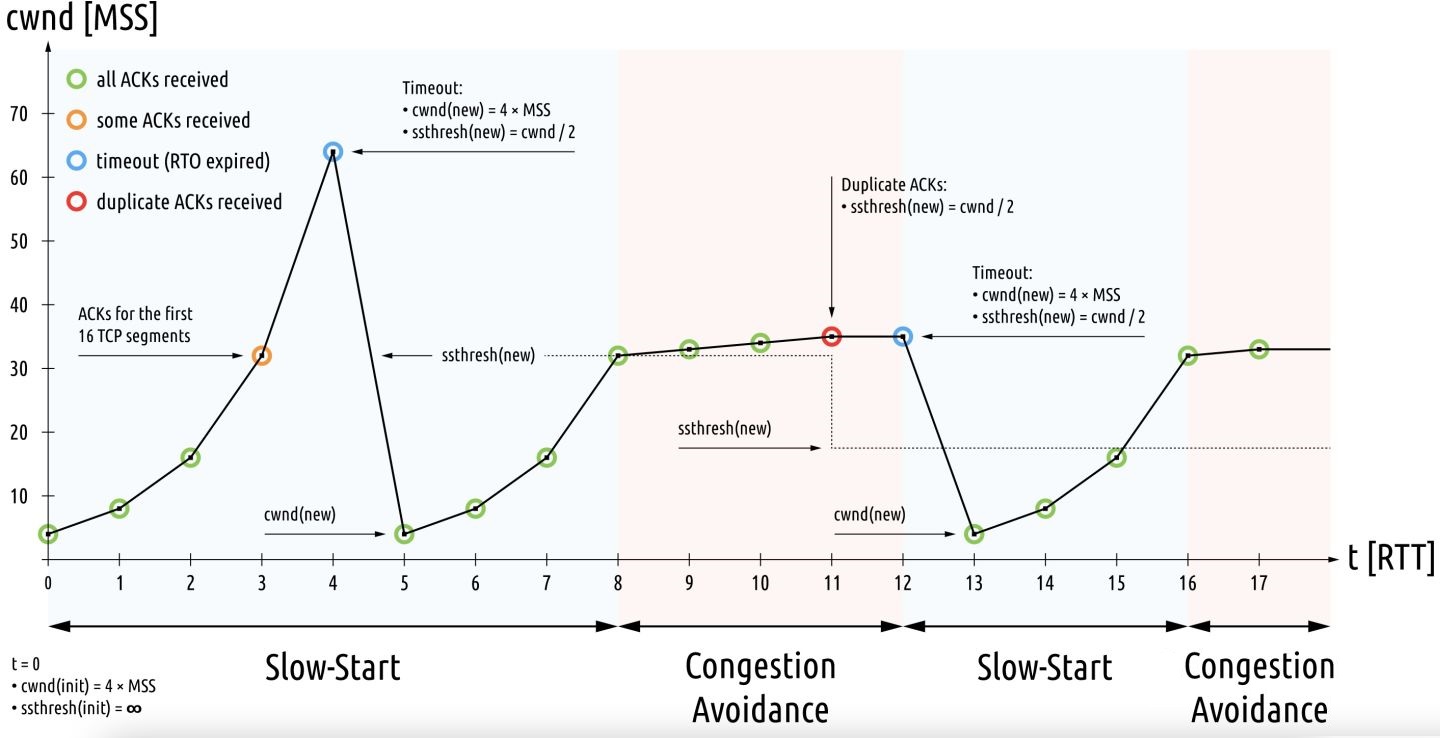 cwnd [MSS]
all ACKs received
some ACKs received
timeout (RTO expired)
duplicate ACKs received
Timeout:
• cwnd(new) = 4 × MSS
• ssthresh(new) = cwnd / 2
Duplicate ACKs:
• ssthresh(new) = cwnd / 2
Timeout:
• cwnd(new) = 4 × MSS
• ssthresh(new) = cwnd / 2
ACKs for the first
16 TCP segments
ssthresh(new)
ssthresh(new)
cwnd(new)
cwnd(new)
70
60
50
40
30
20
10
0 1 2 3 4 5 6 7 8 9 10 11 12 13 14 15 16 17
t [RTT]
Slow-Start
Congestion
Avoidance
Slow-Start
Congestion
Avoidance
t = 0
• cwnd(init) = 4 × MSS
• ssthresh(init) = ∞